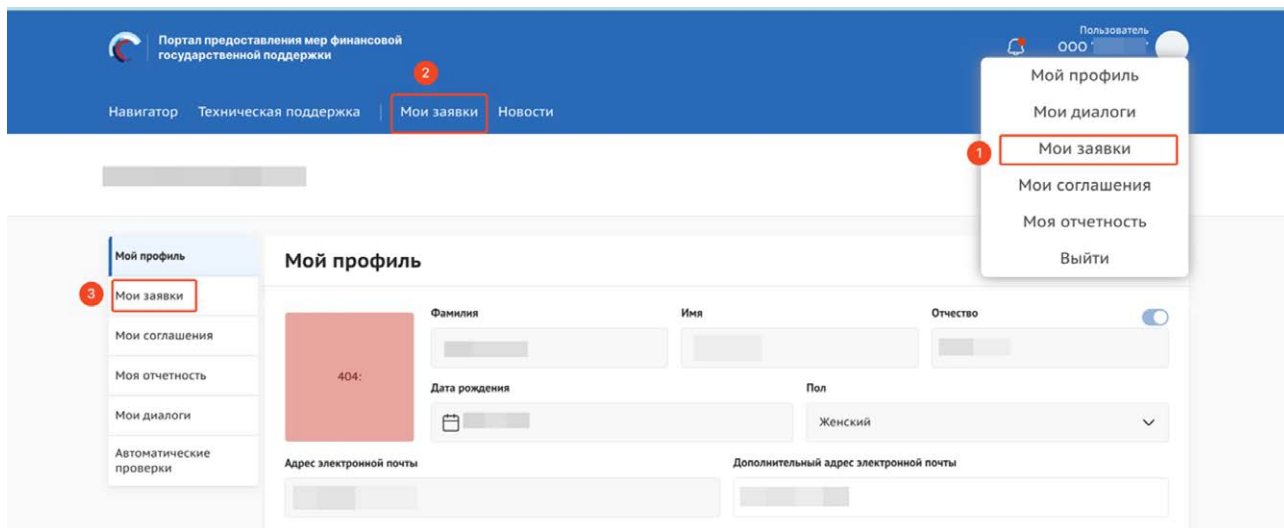 Портал предоставления мер финансовой
государственной поддержки
Пользователь
ООО "
2
Навигатор Техническая поддержка Мои заявки Новости
Мой профиль
Мои диалоги
1
Мои заявки
Мои соглашения
Моя отчетность
Выйти
Мой профиль
3
Мои заявки
Мои соглашения
Моя отчетность
Мои диалоги
Автоматические
проверки
Мой профиль
404:
Фамилия
Имя
Отчество
Дата рождения
Пол
Женский
Адрес электронной почты
Дополнительный адрес электронной почты